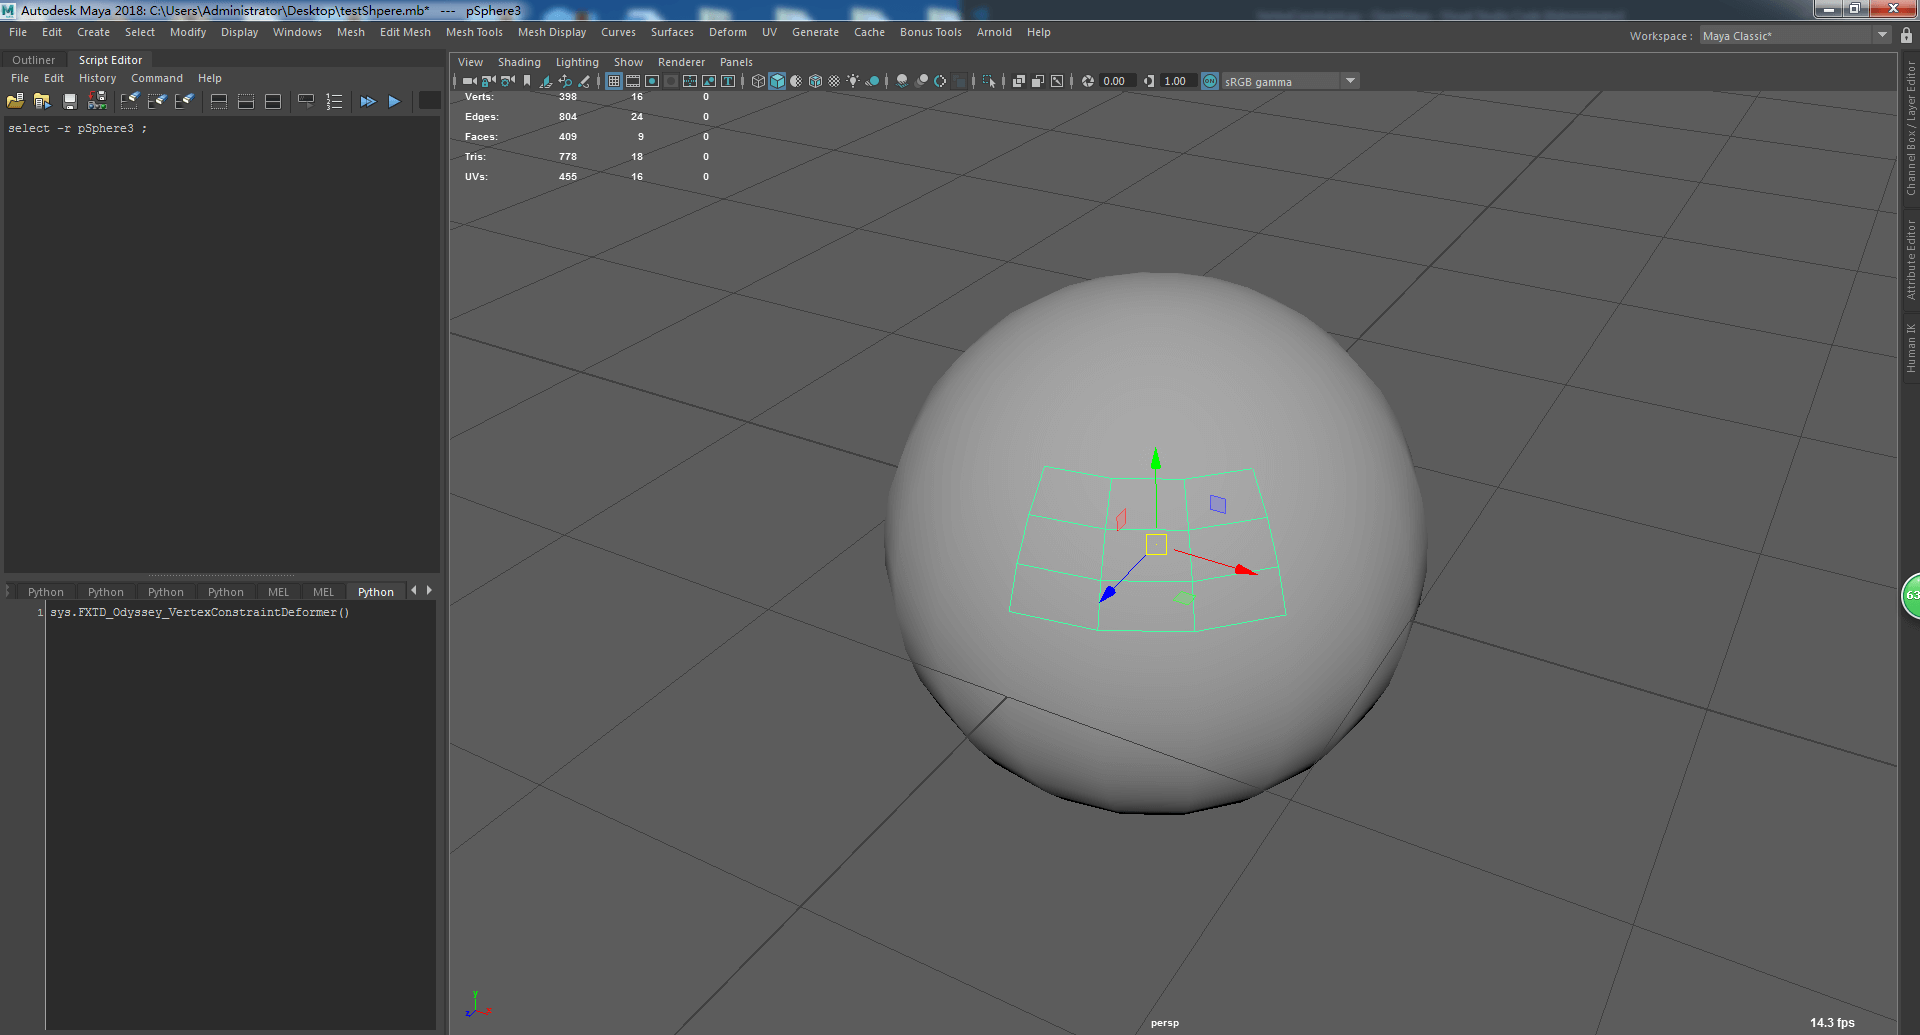 Autodesk Maya 2018: C:\Users\Administrator\Desktop\testShpere.mb*   ---   pSphere3
File Edit Create Select Modify Display Windows Mesh Edit Mesh Mesh Tools Mesh Display Curves Surfaces Deform UV Generate Cache Bonus Tools Arnold Help
Workspace : Maya Classic*
Outliner Script Editor
File Edit History Command Help
select -r pSphere3 ;
Python Python Python Python MEL MEL Python
1 sys.FXTD_Odyssey_VertexConstraintDeformer()
View Shading Lighting Show Renderer Panels
0.00 1.00 ON sRGB gamma
Verts: 398 16 0
Edges: 804 24 0
Faces: 409 9 0
Tris: 778 18 0
UVs: 455 16 0
y
z x
persp
14.3 fps
Channel Box / Layer Editor
Attribute Editor
Human IK
63